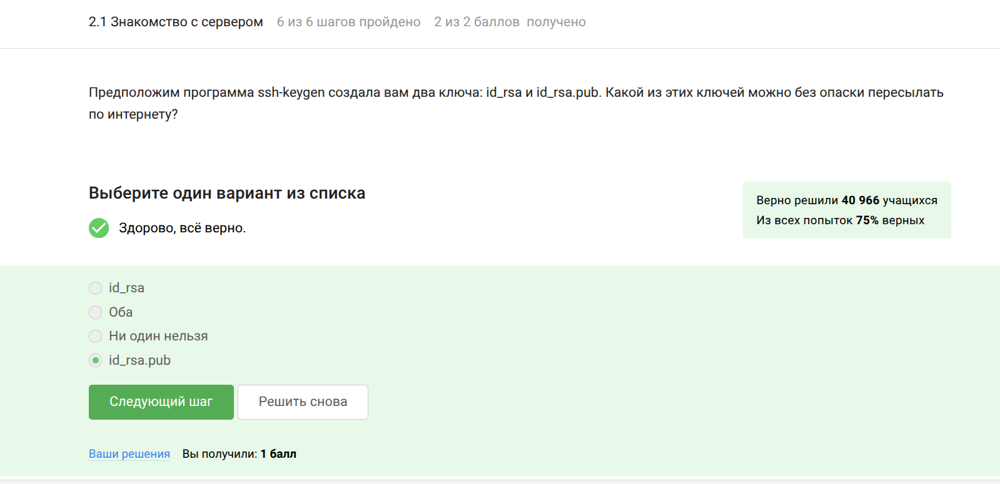 2.1 Знакомство с сервером 6 из 6 шагов пройдено 2 из 2 баллов получено
Предположим программа ssh-keygen создала вам два ключа: id_rsa и id_rsa.pub. Какой из этих ключей можно без опаски пересылать
по интернету?
Выберите один вариант из списка
Здорово, всё верно.
Верно решили 40 966 учащихся
Из всех попыток 75% верных
id_rsa
Оба
Ни один нельзя
id_rsa.pub
Следующий шаг Решить снова
Ваши решения Вы получили: 1 балл